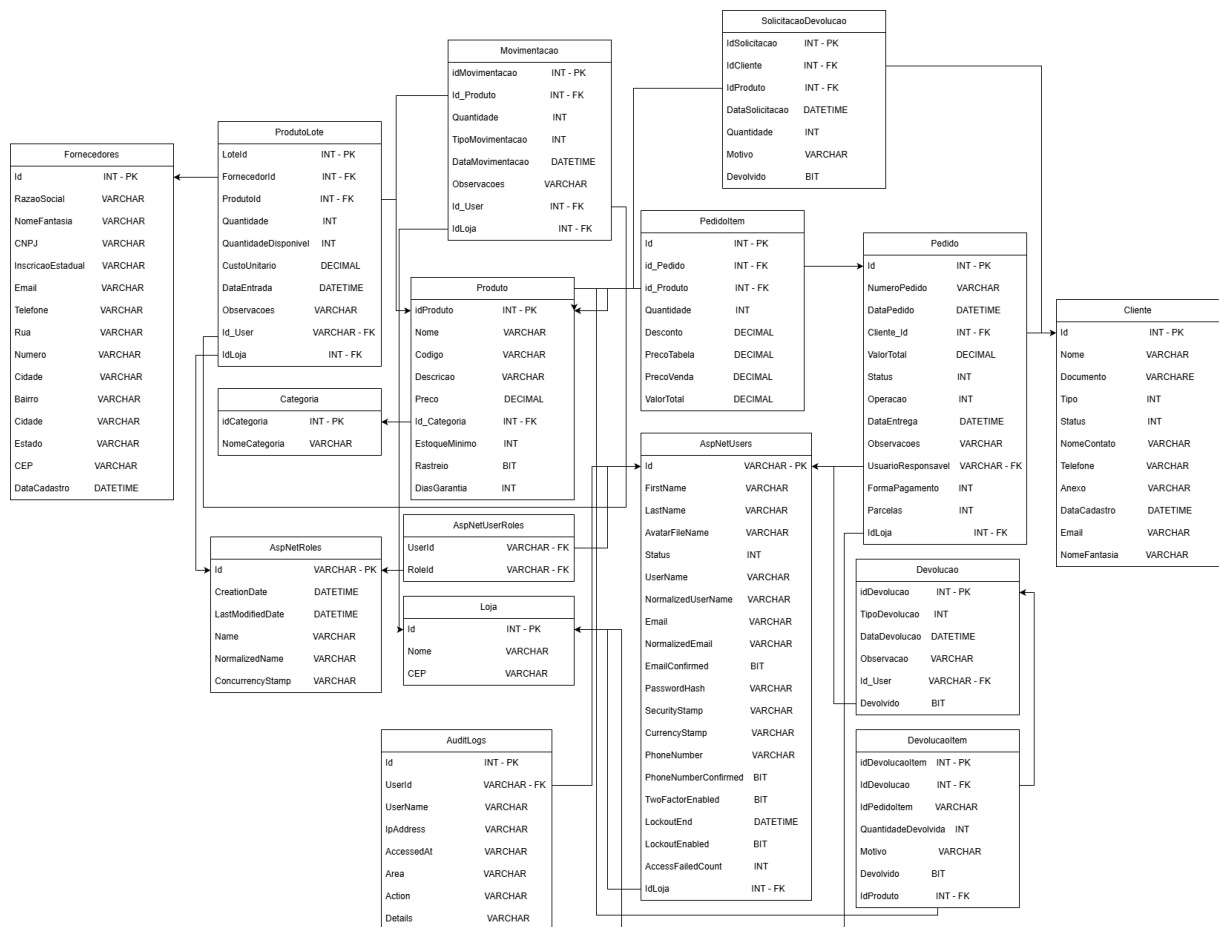 SolicitacaoDevolucao
IdSolicitacao INT - PK
IdCliente INT - FK
IdProduto INT - FK
DataSolicitacao DATETIME
Quantidade INT
Motivo VARCHAR
Devolvido BIT
Movimentacao
idMovimentacao INT - PK
Id_Produto INT - FK
Quantidade INT
TipoMovimentacao INT
DataMovimentacao DATETIME
Observacoes VARCHAR
Id_User INT - FK
IdLoja INT - FK
ProdutoLote
LoteId INT - PK
FornecedorId INT - FK
ProdutoId INT - FK
Quantidade INT
QuantidadeDisponivel INT
CustoUnitario DECIMAL
DataEntrada DATETIME
Observacoes VARCHAR
Id_User VARCHAR - FK
IdLoja INT - FK
Fornecedores
Id INT - PK
RazaoSocial VARCHAR
NomeFantasia VARCHAR
CNPJ VARCHAR
InscricaoEstadual VARCHAR
Email VARCHAR
Telefone VARCHAR
Rua VARCHAR
Numero VARCHAR
Cidade VARCHAR
Bairro VARCHAR
Cidade VARCHAR
Estado VARCHAR
CEP VARCHAR
DataCadastro DATETIME
PedidoItem
Id INT - PK
id_Pedido INT - FK
id_Produto INT - FK
Quantidade INT
Desconto DECIMAL
PrecoTabela DECIMAL
PrecoVenda DECIMAL
ValorTotal DECIMAL
Pedido
Id INT - PK
NumeroPedido VARCHAR
DataPedido DATETIME
Cliente_Id INT - FK
ValorTotal DECIMAL
Status INT
Operacao INT
DataEntrega DATETIME
Observacoes VARCHAR
UsuarioResponsavel VARCHAR - FK
FormaPagamento INT
Parcelas INT
IdLoja INT - FK
Cliente
Id INT - PK
Nome VARCHAR
Documento VARCHARE
Tipo INT
Status INT
NomeContato VARCHAR
Telefone VARCHAR
Anexo VARCHAR
DataCadastro DATETIME
Email VARCHAR
NomeFantasia VARCHAR
Produto
idProduto INT - PK
Nome VARCHAR
Codigo VARCHAR
Descricao VARCHAR
Preco DECIMAL
Id_Categoria INT - FK
EstoqueMinimo INT
Rastreio BIT
DiasGarantia INT
Categoria
idCategoria INT - PK
NomeCategoria VARCHAR
AspNetUsers
Id VARCHAR - PK
FirstName VARCHAR
LastName VARCHAR
AvatarFileName VARCHAR
Status INT
UserName VARCHAR
NormalizedUserName VARCHAR
Email VARCHAR
NormalizedEmail VARCHAR
EmailConfirmed BIT
PasswordHash VARCHAR
SecurityStamp VARCHAR
CurrencyStamp VARCHAR
PhoneNumber VARCHAR
PhoneNumberConfirmed BIT
TwoFactorEnabled BIT
LockoutEnd DATETIME
LockoutEnabled BIT
AccessFailedCount INT
IdLoja INT - FK
AspNetUserRoles
UserId VARCHAR - FK
RoleId VARCHAR - FK
AspNetRoles
Id VARCHAR - PK
CreationDate DATETIME
LastModifiedDate DATETIME
Name VARCHAR
NormalizedName VARCHAR
ConcurrencyStamp VARCHAR
Loja
Id INT - PK
Nome VARCHAR
CEP VARCHAR
Devolucao
idDevolucao INT - PK
TipoDevolucao INT
DataDevolucao DATETIME
Observacao VARCHAR
Id_User VARCHAR - FK
Devolvido BIT
DevolucaoItem
idDevolucaoItem INT - PK
IdDevolucao INT - FK
IdPedidoItem VARCHAR
QuantidadeDevolvida INT
Motivo VARCHAR
Devolvido BIT
IdProduto INT - FK
AuditLogs
Id INT - PK
UserId VARCHAR - FK
UserName VARCHAR
IpAddress VARCHAR
AccessedAt VARCHAR
Area VARCHAR
Action VARCHAR
Details VARCHAR